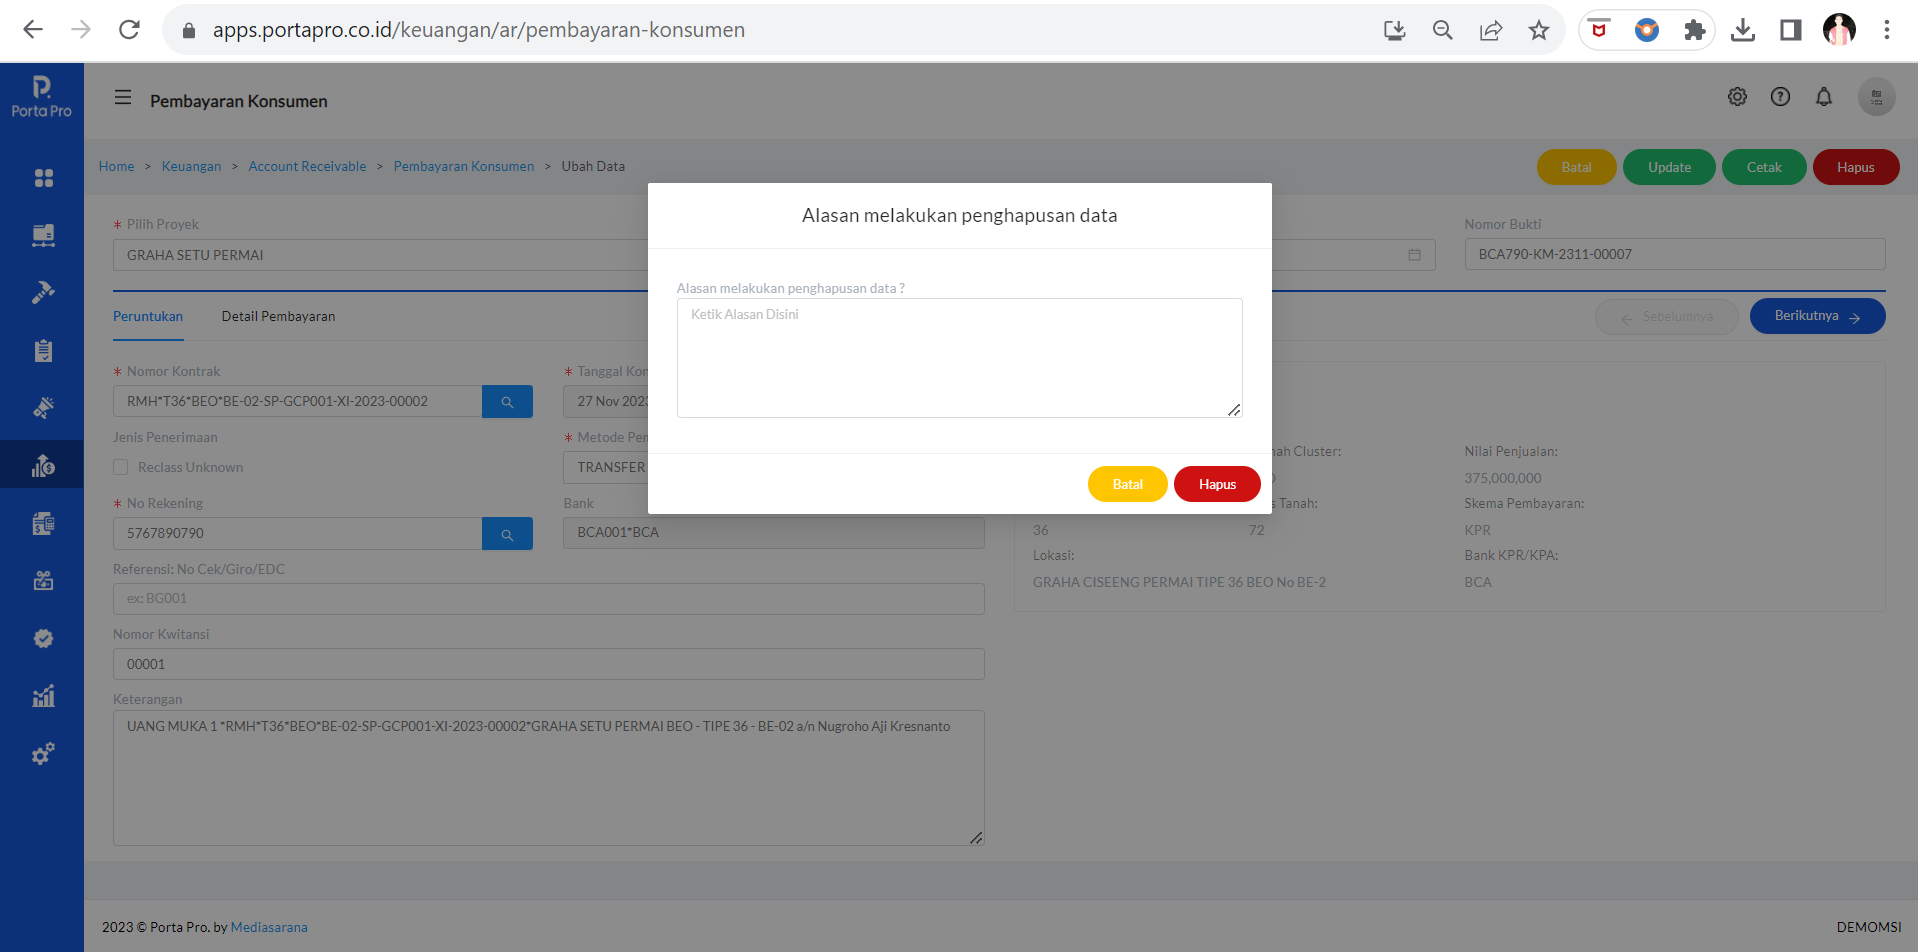 apps.portapro.co.id/keuangan/ar/pembayaran-konsumen
Porta Pro
Pembayaran Konsumen
Home > Keuangan > Account Receivable > Pembayaran Konsumen > Ubah Data
Batal Update Cetak Hapus
* Pilih Proyek
GRAHA SETU PERMAI
Nomor Bukti
BCA790-KM-2311-00007
Alasan melakukan penghapusan data
Alasan melakukan penghapusan data ?
Ketik Alasan Disini
Batal Hapus
Peruntukan Detail Pembayaran
← Sebelumnya Berikutnya →
* Nomor Kontrak
RMH*T36*BEO*BE-02-SP-GCP001-XI-2023-00002
* Tanggal Kon
27 Nov 2023
Jenis Penerimaan
Reclass Unknown
* Metode Pem
TRANSFER
* No Rekening
5767890790
Bank
BCA001*BCA
Referensi: No Cek/Giro/EDC
ex: BG001
Nomor Kwitansi
00001
Keterangan
UANG MUKA 1 *RMH*T36*BEO*BE-02-SP-GCP001-XI-2023-00002*GRAHA SETU PERMAI BEO - TIPE 36 - BE-02 a/n Nugroho Aji Kresnanto
ah Cluster:
Nilai Penjualan:
375,000,000
s Tanah:
Skema Pembayaran:
36 72 KPR
Lokasi:
Bank KPR/KPA:
GRAHA CISEENG PERMAI TIPE 36 BEO No BE-2
BCA
2023 © Porta Pro. by Mediasarana
DEMOMSI